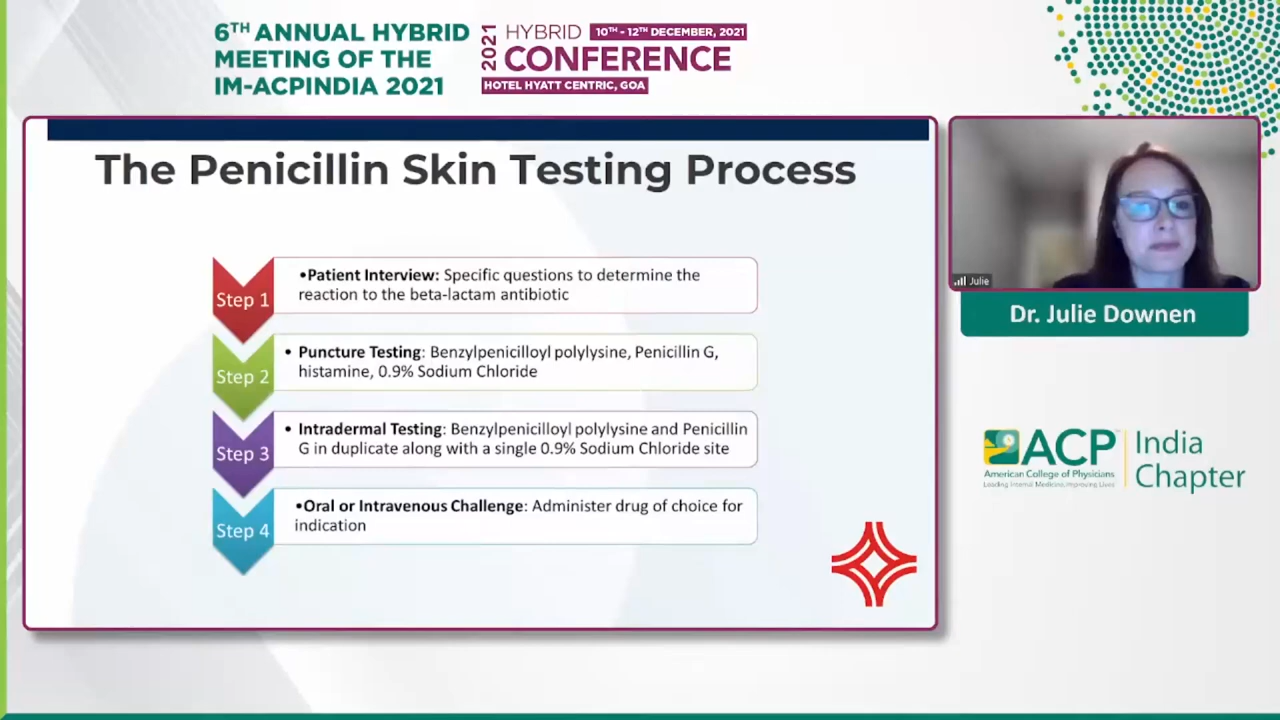 6TH ANNUAL HYBRID
MEETING OF THE
IM-ACPINDIA 2021
2021
HYBRID 10TH - 12TH DECEMBER, 2021
CONFERENCE
HOTEL HYATT CENTRIC, GOA
The Penicillin Skin Testing Process
Step 1
•Patient Interview: Specific questions to determine the
reaction to the beta-lactam antibiotic
Step 2
• Puncture Testing: Benzylpenicilloyl polylysine, Penicillin G,
histamine, 0.9% Sodium Chloride
Step 3
• Intradermal Testing: Benzylpenicilloyl polylysine and Penicillin
G in duplicate along with a single 0.9% Sodium Chloride site
Step 4
•Oral or Intravenous Challenge: Administer drug of choice for
indication
Julie
Dr. Julie Downen
ACP
American College of Physicians
Leading Internal Medicine, Improving Lives
India
Chapter